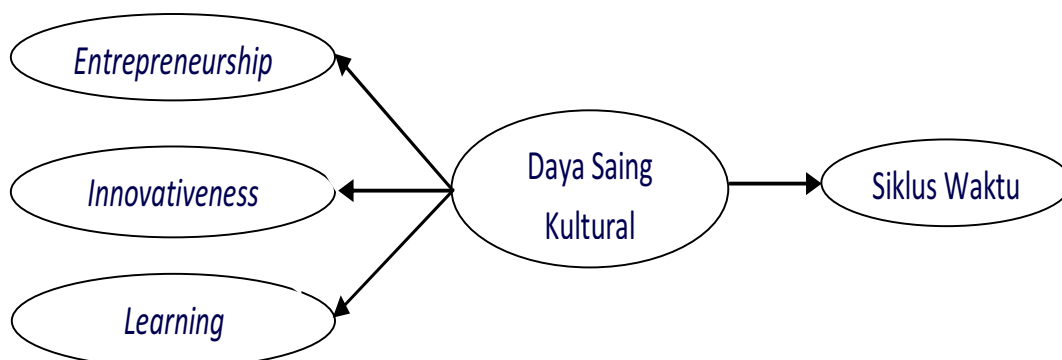 Entrepreneurship
Innovativeness
Learning
Daya Saing
Kultural
Siklus Waktu